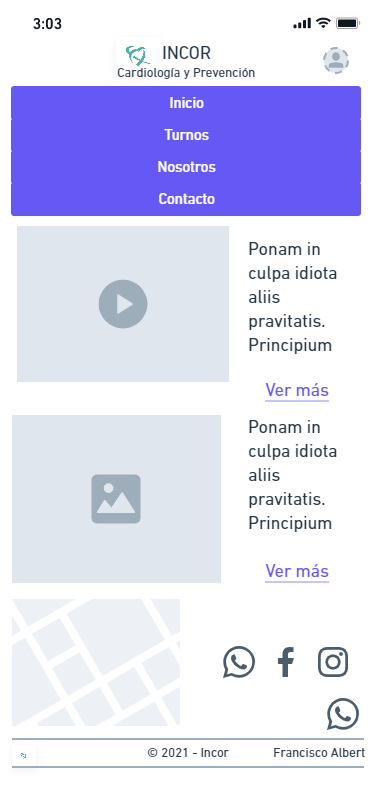 3:03
INCOR
Cardiología y Prevención
Inicio
Turnos
Nosotros
Contacto
Ponam in
culpa idiota
aliis
pravitatis.
Principium
Ver más
Ponam in
culpa idiota
aliis
pravitatis.
Principium
Ver más
© 2021 - Incor
Francisco Albert